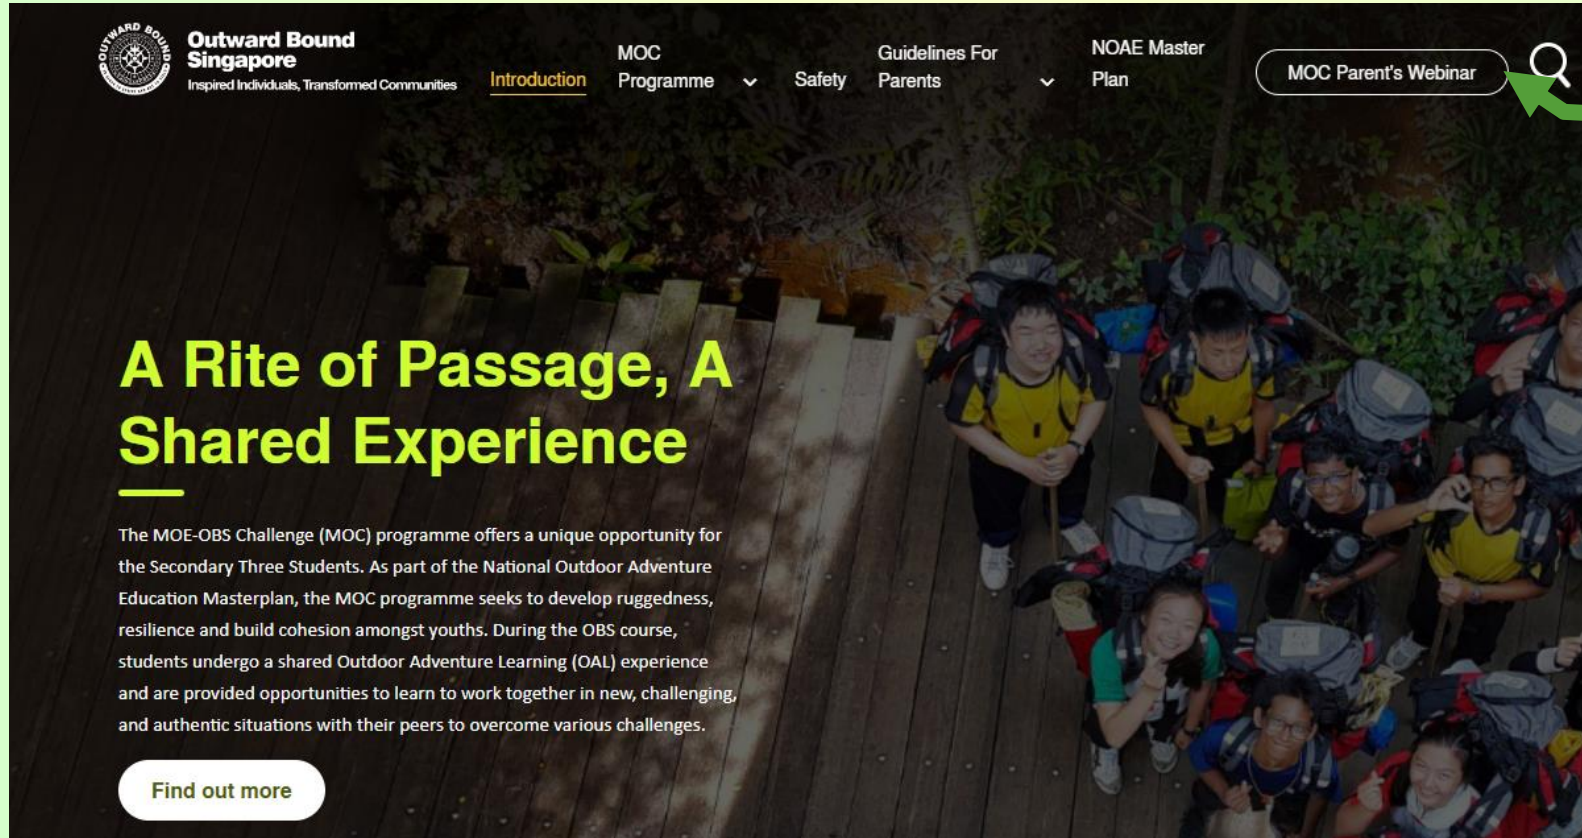 OUTWARD BOUND
Outward Bound
Singapore
Inspired Individuals, Transformed Communities
Introduction
MOC
Programme
Safety
Guidelines For
Parents
NOAE Master
Plan
MOC Parent's Webinar
A Rite of Passage, A
Shared Experience
The MOE-OBS Challenge (MOC) programme offers a unique opportunity for
the Secondary Three Students. As part of the National Outdoor Adventure
Education Masterplan, the MOC programme seeks to develop ruggedness,
resilience and build cohesion amongst youths. During the OBS course,
students undergo a shared Outdoor Adventure Learning (OAL) experience
and are provided opportunities to learn to work together in new, challenging,
and authentic situations with their peers to overcome various challenges.
Find out more